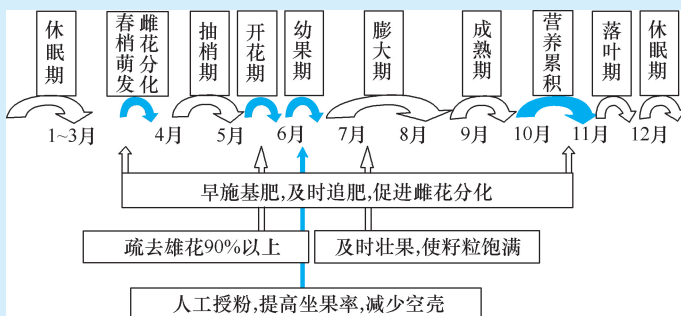 休眠期
春梢萌发
雌花分化
抽梢期
开花期
幼果期
膨大期
成熟期
营养累积
落叶期
休眠期
1~3月
4月
5月
6月
7月
8月
9月
10月
11月
12月
早施基肥,及时追肥,促进雌花分化
疏去雄花90%以上
及时壮果,使籽粒饱满
人工授粉,提高坐果率,减少空壳